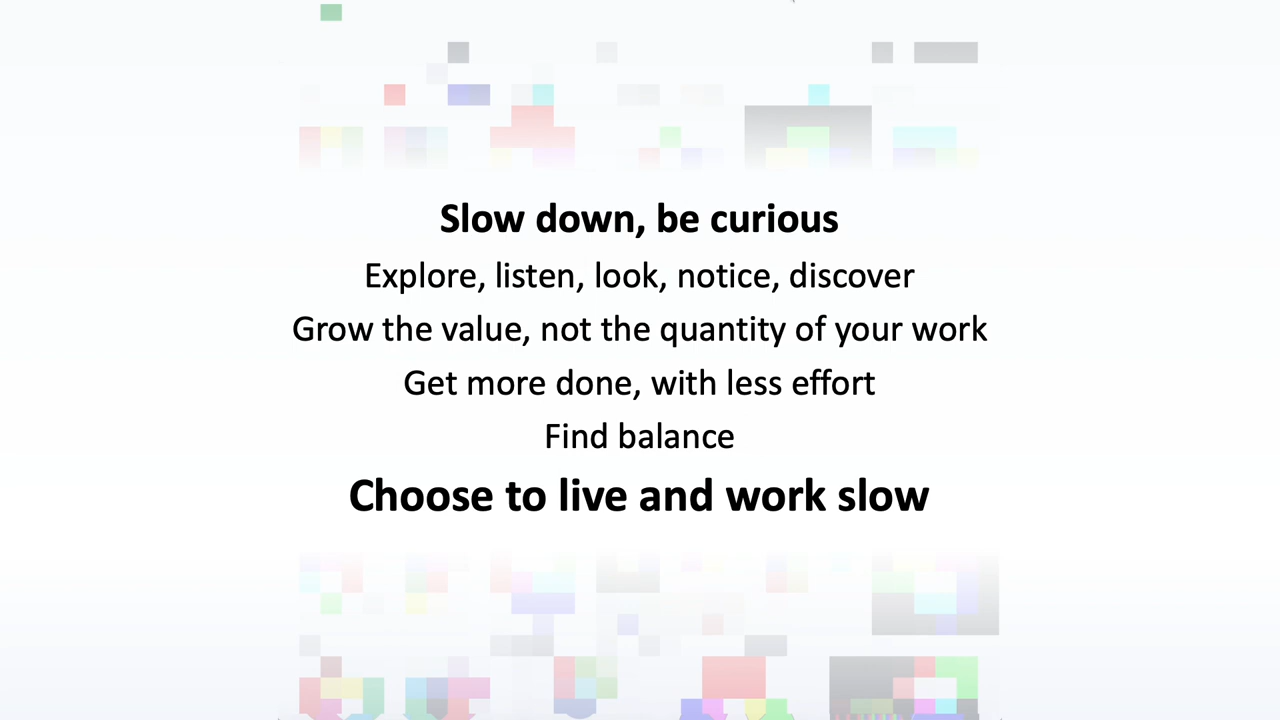 Slow down, be curious
Explore, listen, look, notice, discover
Grow the value, not the quantity of your work
Get more done, with less effort
Find balance
Choose to live and work slow